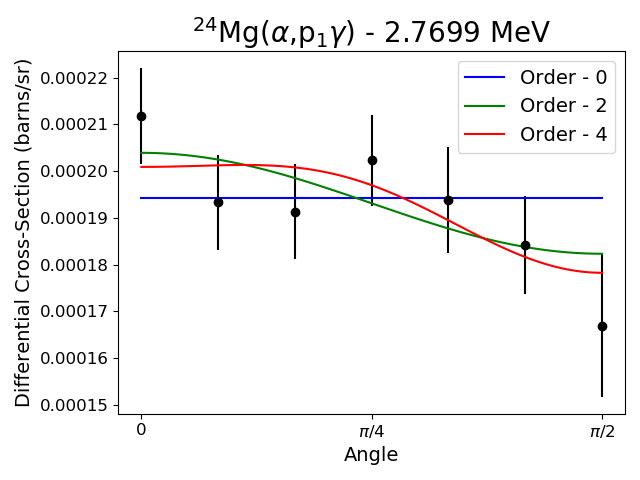 ²⁴Mg(α,p₁γ) - 2.7699 MeV
Differential Cross-Section (barns/sr)
0.00022
0.00021
0.00020
0.00019
0.00018
0.00017
0.00016
0.00015
Order - 0
Order - 2
Order - 4
0
π/4
π/2
Angle